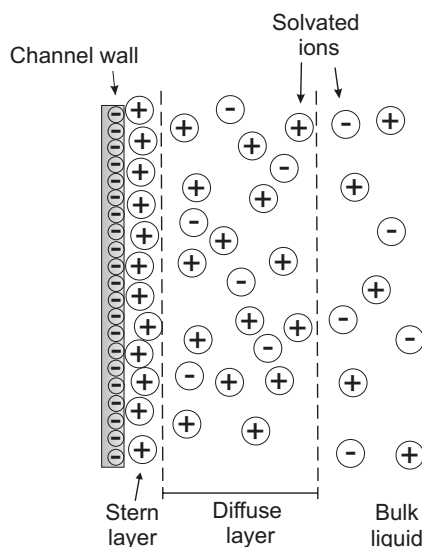 Solvated
ions
Channel wall
Stern
layer
Diffuse
layer
Bulk
liquid